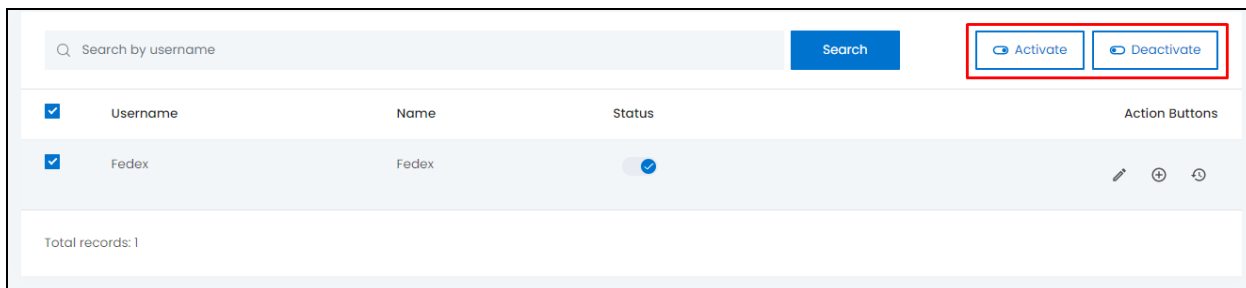 Search by username Search Activate Deactivate
Username Name Status Action Buttons
Fedex Fedex
Total records: 1